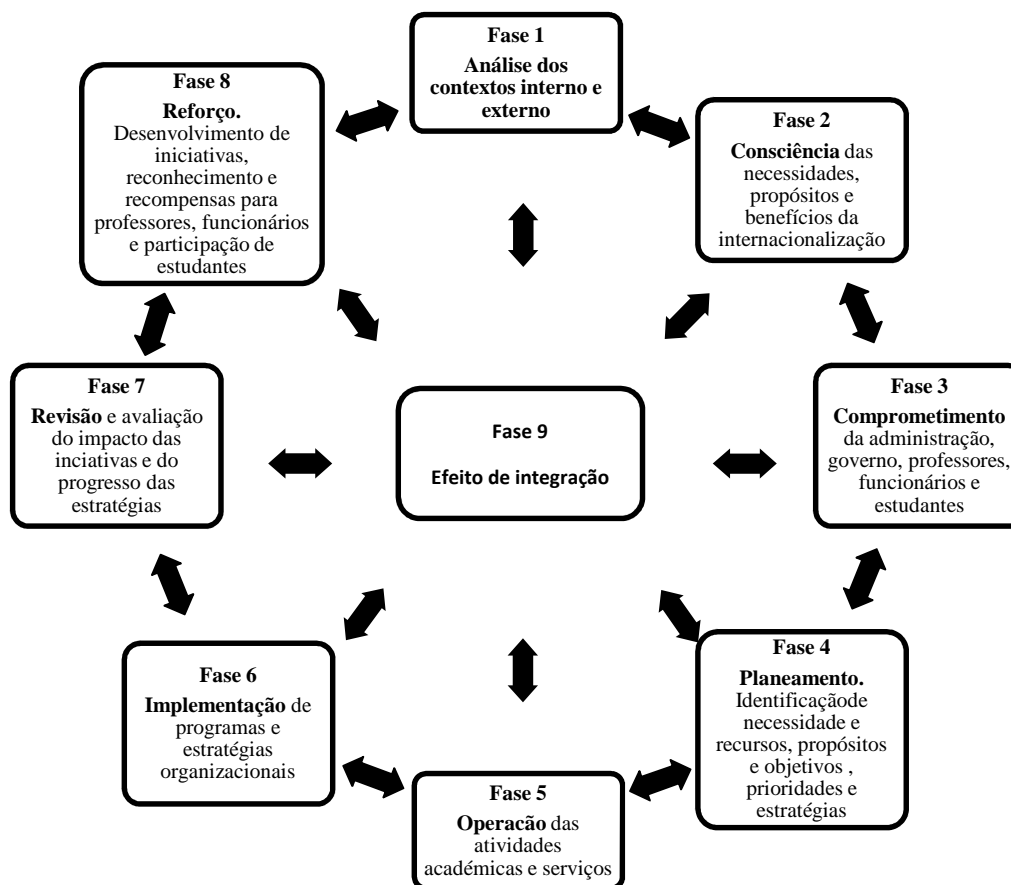 Fase 1
Análise dos
contextos interno e
externo
Fase 2
Consciência das
necessidades,
propósitos e
benefícios da
internacionalização
Fase 3
Comprometimento
da administração,
governo, professores,
funcionários e
estudantes
Fase 4
Planeamento.
Identificaçãode
necessidade e
recursos, propósitos
e objetivos ,
prioridades e
estratégias
Fase 5
Operacão das
atividades
académicas e serviços
Fase 6
Implementação de
programas e
estratégias
organizacionais
Fase 7
Revisão e avaliação
do impacto das
inciativas e do
progresso das
estratégias
Fase 8
Reforço.
Desenvolvimento de
iniciativas,
reconhecimento e
recompensas para
professores, funcionários
e participação de
estudantes
Fase 9
Efeito de integração